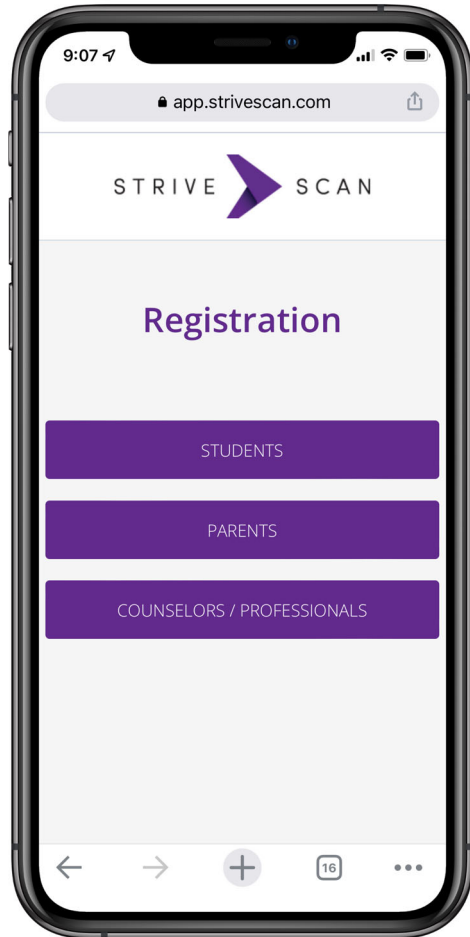 9:07
app.strivescan.com
STRIVE SCAN
Registration
STUDENTS
PARENTS
COUNSELORS / PROFESSIONALS
16